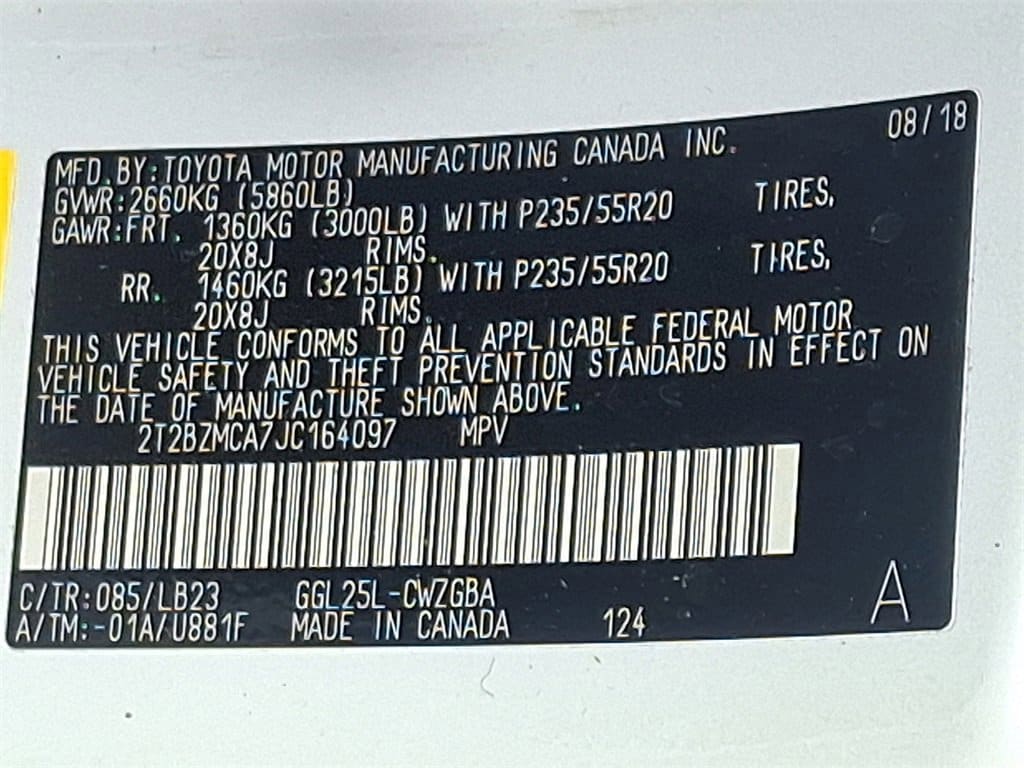 08/18
MFD.BY:TOYOTA MOTOR MANUFACTURING CANADA INC.
GVWR:2660KG (5860LB)
GAWR:FRT. 1360KG (3000LB) WITH P235/55R20 TIRES,
20X8J RIMS.
RR. 1460KG (3215LB) WITH P235/55R20 TIRES,
20X8J RIMS.
THIS VEHICLE CONFORMS TO ALL APPLICABLE FEDERAL MOTOR
VEHICLE SAFETY AND THEFT PREVENTION STANDARDS IN EFFECT ON
THE DATE OF MANUFACTURE SHOWN ABOVE.
2T2BZMCA7JC164097 MPV
C/TR:085/LB23 GGL25L-CWZGBA
A/TM:-01A/U881F MADE IN CANADA 124 A